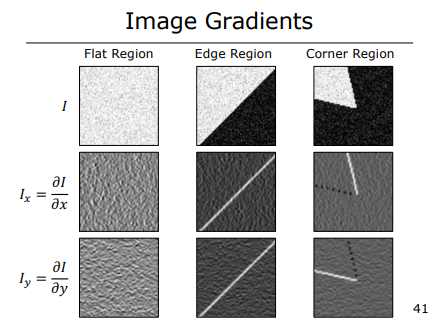 Image Gradients
Flat Region Edge Region Corner Region
I
I_x = ∂I/∂x
I_y = ∂I/∂y
41